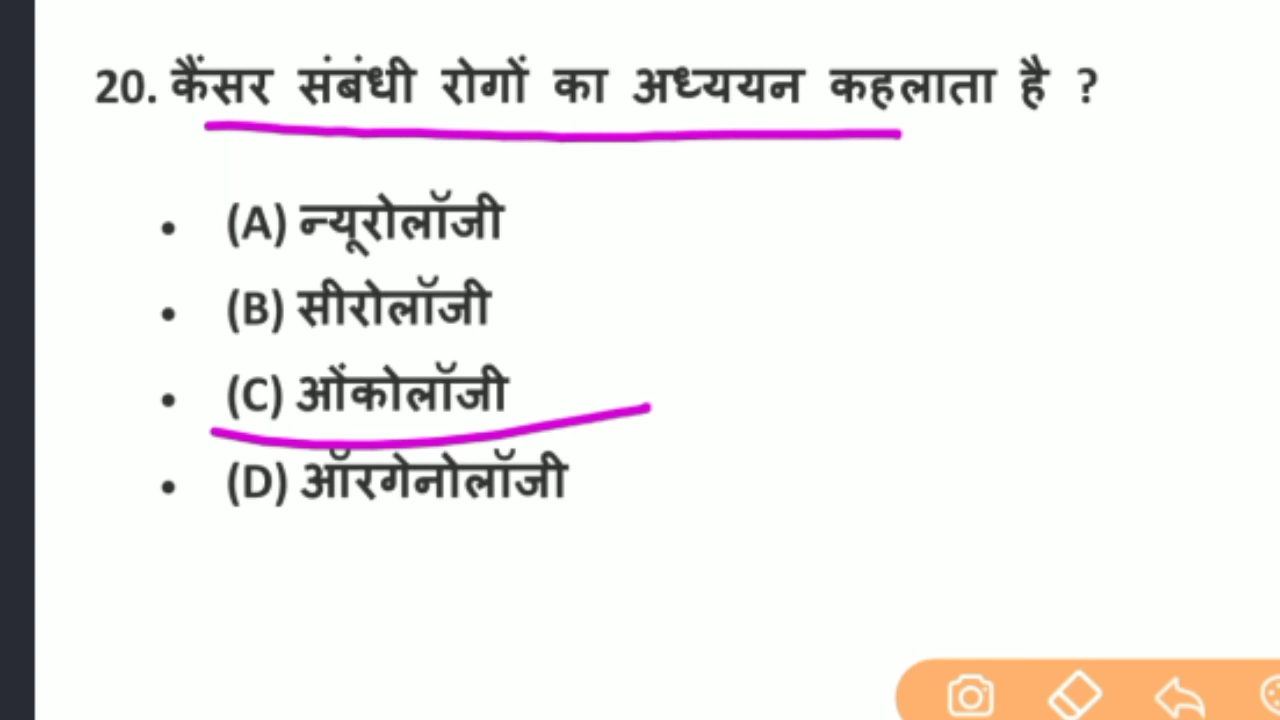 20. कैंसर संबंधी रोगों का अध्ययन कहलाता है ?
• (A) न्यूरोलॉजी
• (B) सीरोलॉजी
• (C) ओंकोलॉजी
• (D) ऑरगेनोलॉजी